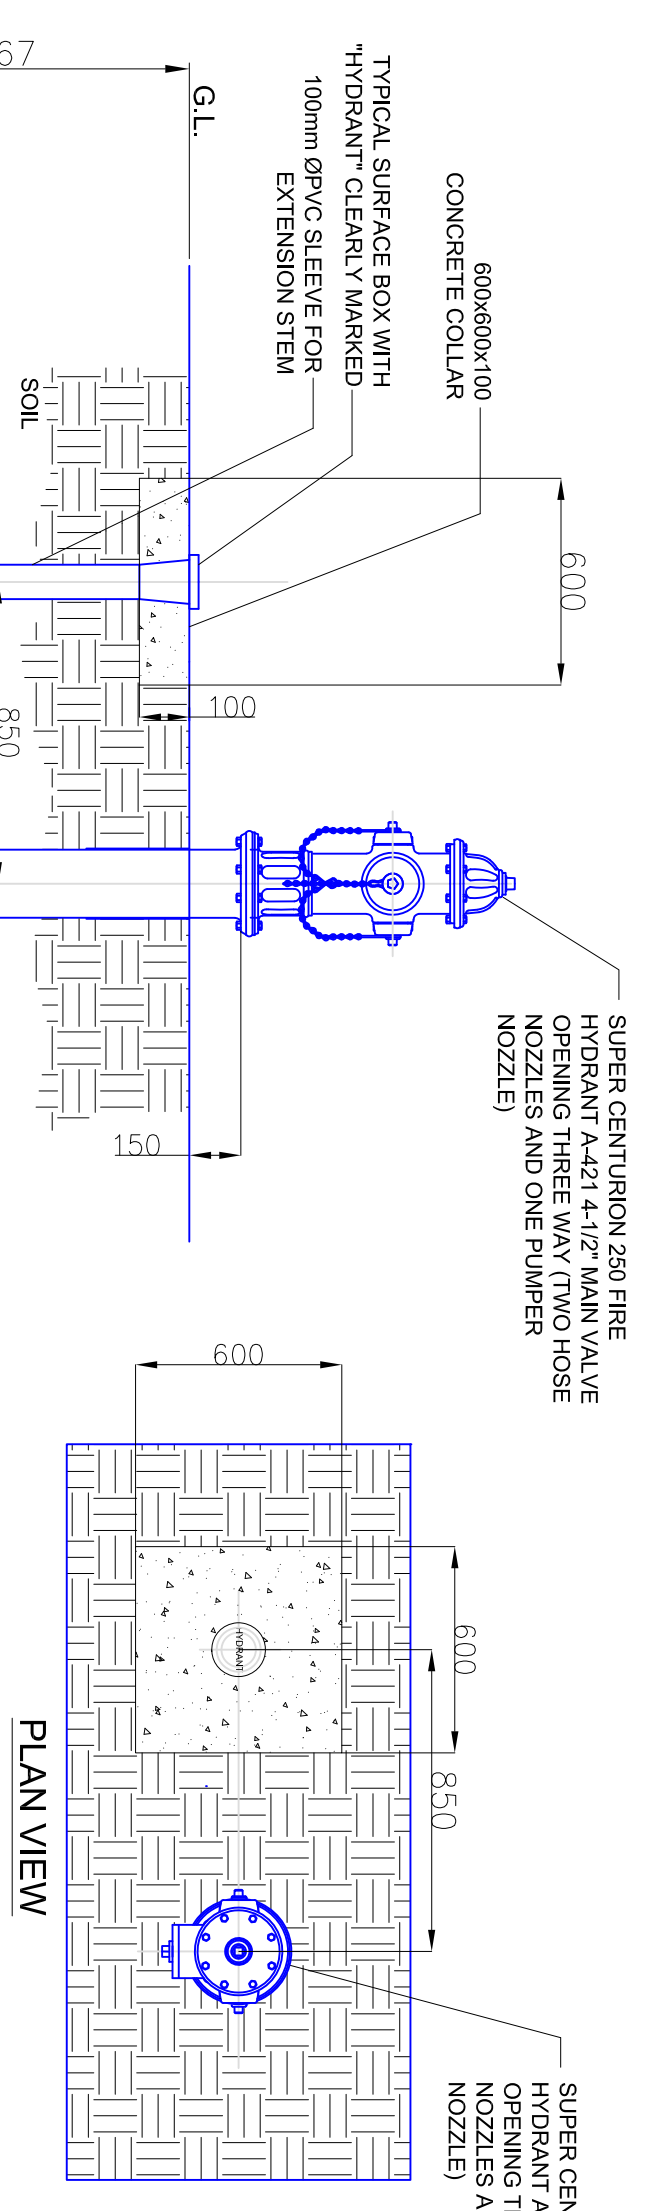 600x600x100
CONCRETE COLLAR
TYPICAL SURFACE BOX WITH
"HYDRANT" CLEARLY MARKED
100mm ØPVC SLEEVE FOR
EXTENSION STEM
G.L.
67
SOIL
600
100
850
150
SUPER CENTURION 250 FIRE
HYDRANT A-421 4-1/2" MAIN VALVE
OPENING THREE WAY (TWO HOSE
NOZZLES AND ONE PUMPER
NOZZLE)
600
600
850
HYDRANT
PLAN VIEW
SUPER CEN
HYDRANT A
OPENING T
NOZZLES A
NOZZLE)